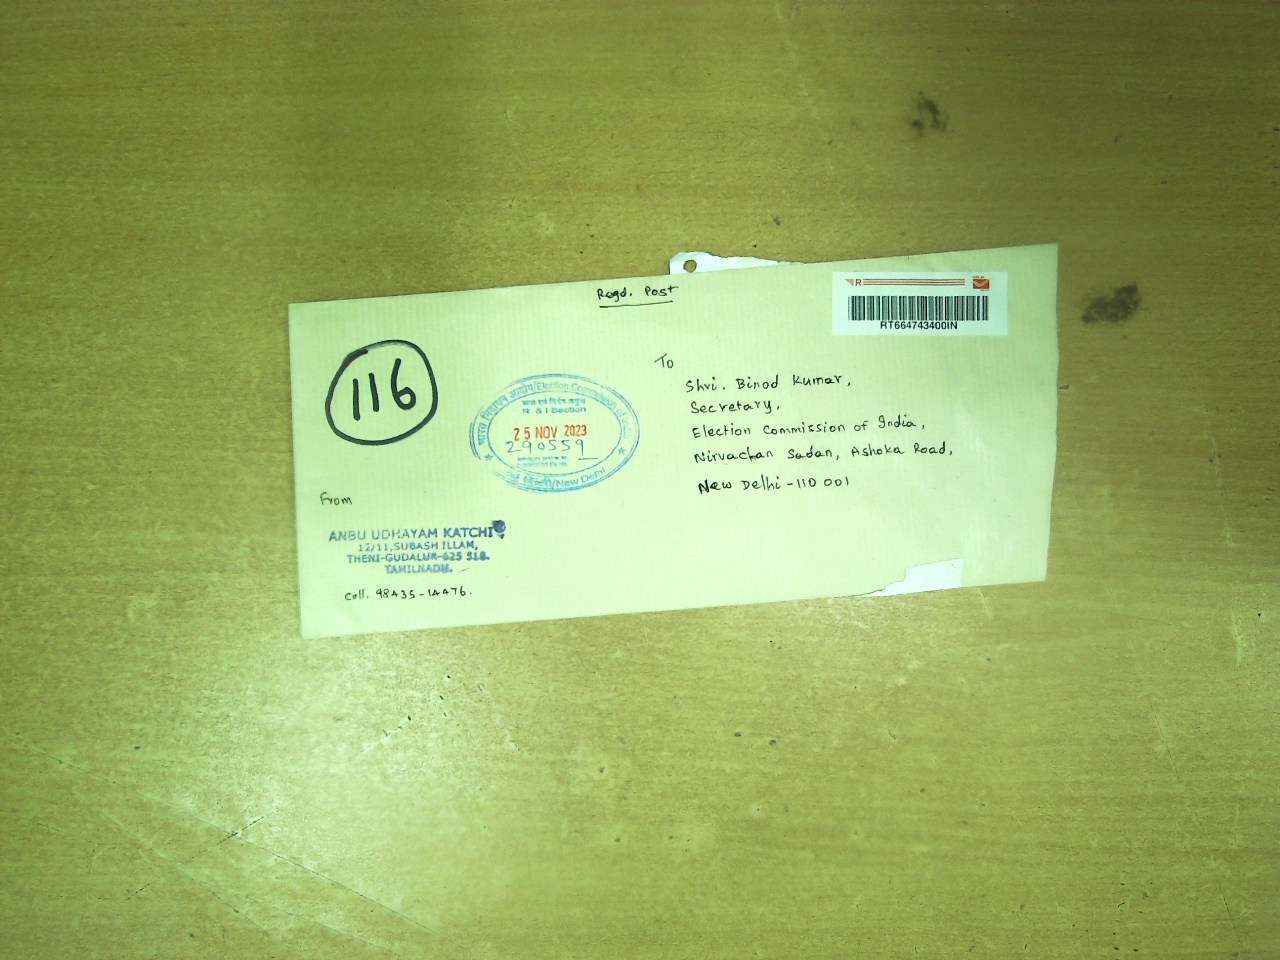 Regd. Post
R
RT664743400IN
116
भारत निर्वाचन आयोग/Election Commission of India
R & I Section
25 NOV 2023
290559
नई दिल्ली/New Delhi
To
Shri. Binod Kumar,
Secretary,
Election Commission of India,
Nirvachan Sadan, Ashoka Road,
New Delhi - 110 001
From
ANBU UDHAYAM KATCHI
12/11, SUBASH ILLAM,
THENI-GUDALUR-625 518.
TAMILNADU.
Cell. 98435-14476.